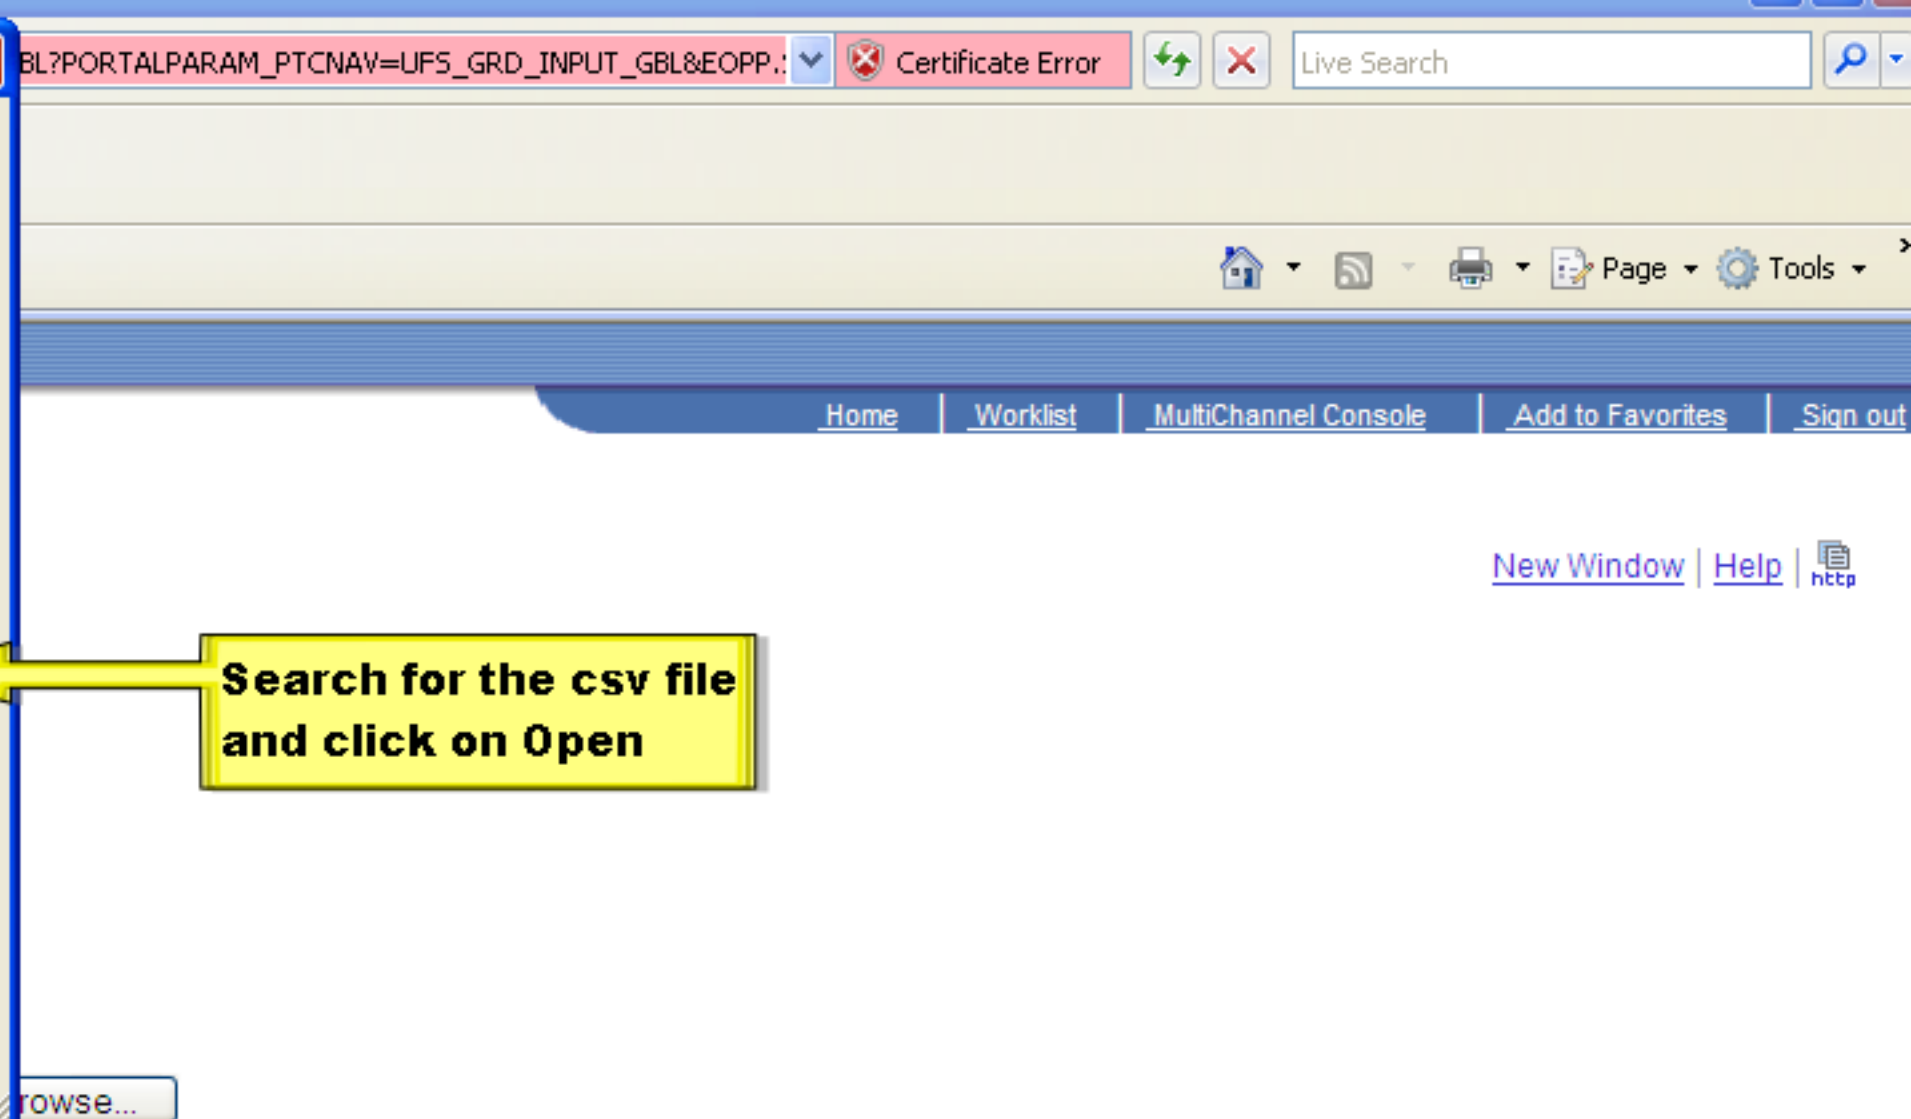 BL?PORTALPARAM_PTCNAV=UFS_GRD_INPUT_GBL&EOPP.
Certificate Error
Live Search
Page
Tools
Home
Worklist
MultiChannel Console
Add to Favorites
Sign out
New Window
Help
http
Search for the csv file
and click on Open
rowse...